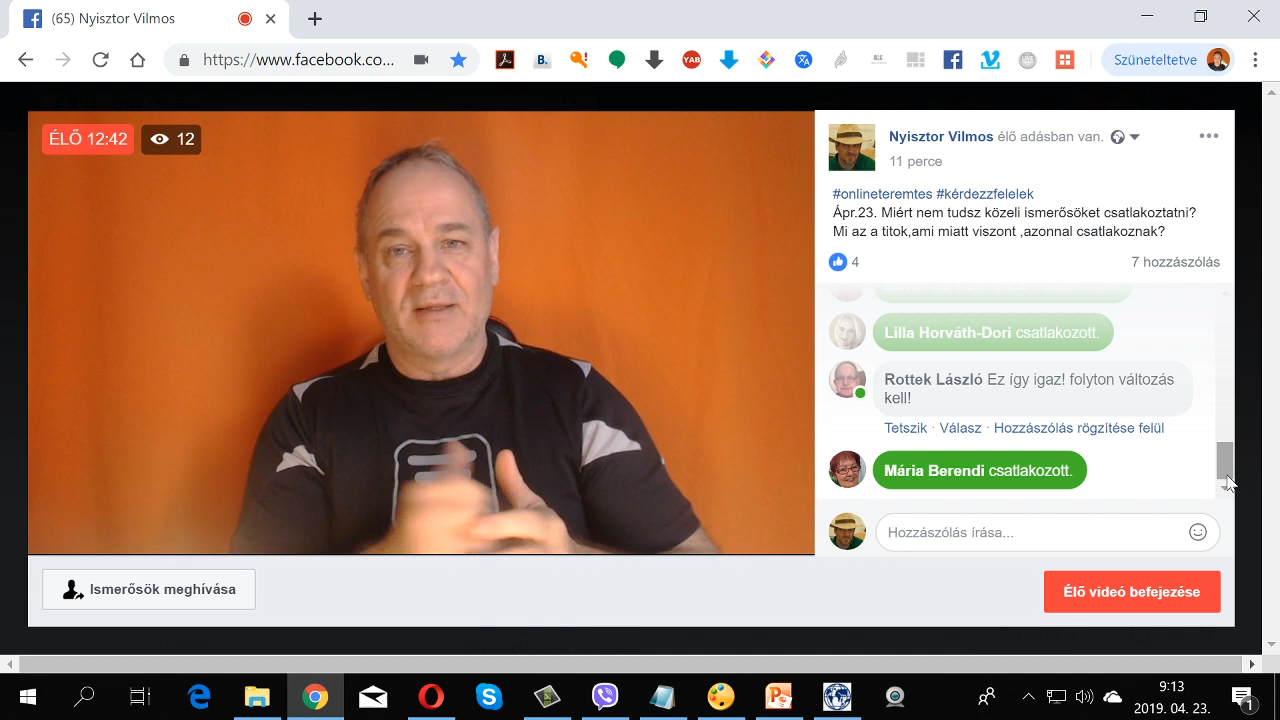 (65) Nyisztor Vilmos
https://www.facebook.co...
B.
YAB
LIVE
Szüneteltetve
ÉLŐ 12:42
12
Nyisztor Vilmos élő adásban van.
11 perce
#onlineteremtes #kérdezzfelelek
Ápr.23. Miért nem tudsz közeli ismerősöket csatlakoztatni?
Mi az a titok,ami miatt viszont ,azonnal csatlakoznak?
4
7 hozzászólás
Lilla Horváth-Dori csatlakozott.
Rottek László Ez így igaz! folyton változás
kell!
Tetszik · Válasz · Hozzászólás rögzítése felül
Mária Berendi csatlakozott.
Hozzászólás írása...
Ismerősök meghívása
Élő videó befejezése
9:13
2019. 04. 23.
1